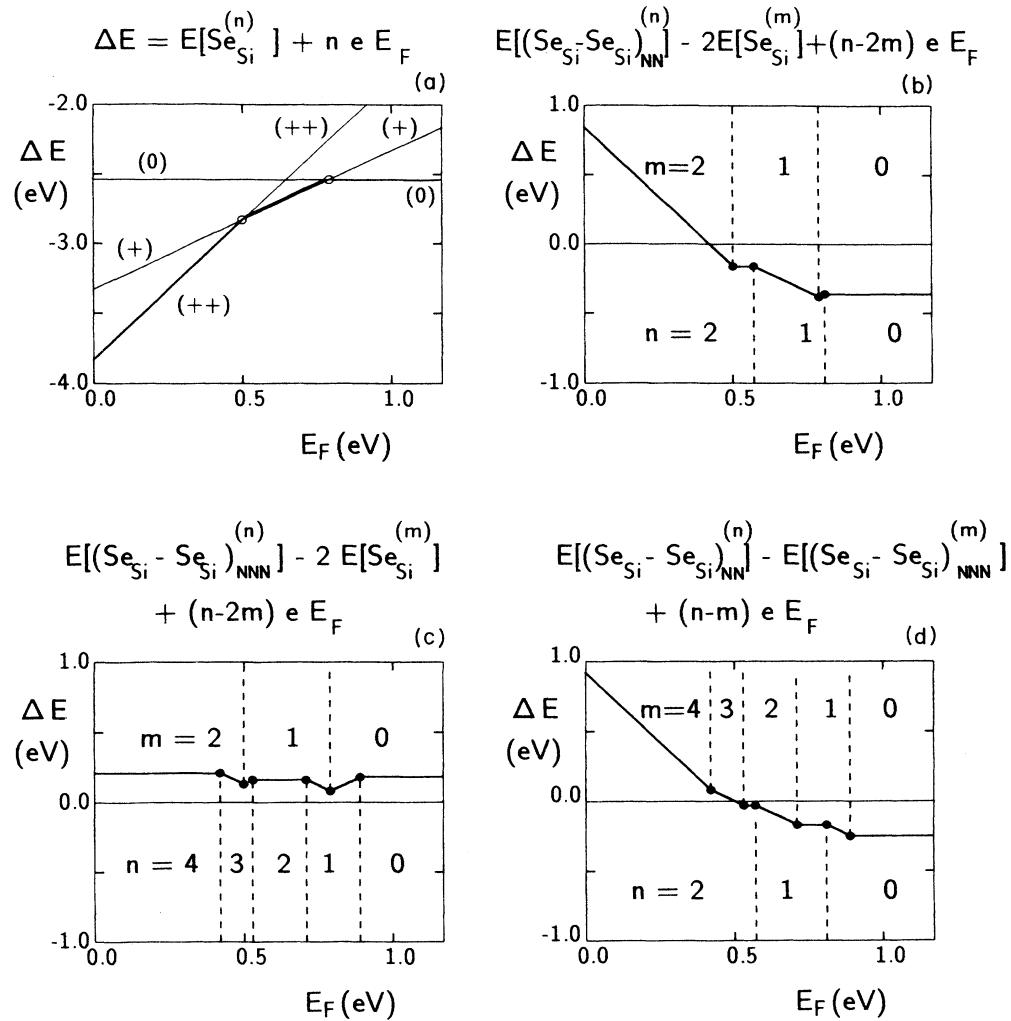 ΔE = E[Se_Si^(n)] + n e E_F
(a)
-2.0
-3.0
-4.0
ΔE
(eV)
(++)
(+)
(0)
(0)
(+)
(++)
0.0 0.5 1.0
E_F (eV)
E[(Se_Si-Se_Si)_NN^(n)] - 2E[Se_Si^(m)]+(n-2m) e E_F
(b)
1.0
0.0
-1.0
ΔE
(eV)
m=2 1 0
n = 2 1 0
0.0 0.5 1.0
E_F (eV)
E[(Se_Si - Se_Si)_NNN^(n)] - 2 E[Se_Si^(m)]
+ (n-2m) e E_F
(c)
1.0
0.0
-1.0
ΔE
(eV)
m = 2 1 0
n = 4 3 2 1 0
0.0 0.5 1.0
E_F (eV)
E[(Se_Si - Se_Si)_NN^(n)] - E[(Se_Si - Se_Si)_NNN^(m)]
+ (n-m) e E_F
(d)
1.0
0.0
-1.0
ΔE
(eV)
m=4 3 2 1 0
n = 2 1 0
0.0 0.5 1.0
E_F (eV)